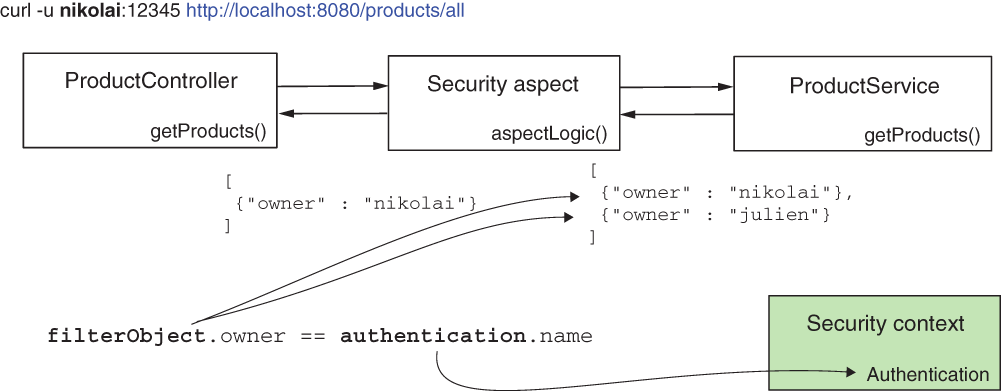 curl -u nikolai:12345 http://localhost:8080/products/all
ProductController
getProducts()
Security aspect
aspectLogic()
ProductService
getProducts()
[
{"owner" : "nikolai"}
]
[
{"owner" : "nikolai"},
{"owner" : "julien"}
]
filterObject.owner == authentication.name
Security context
Authentication